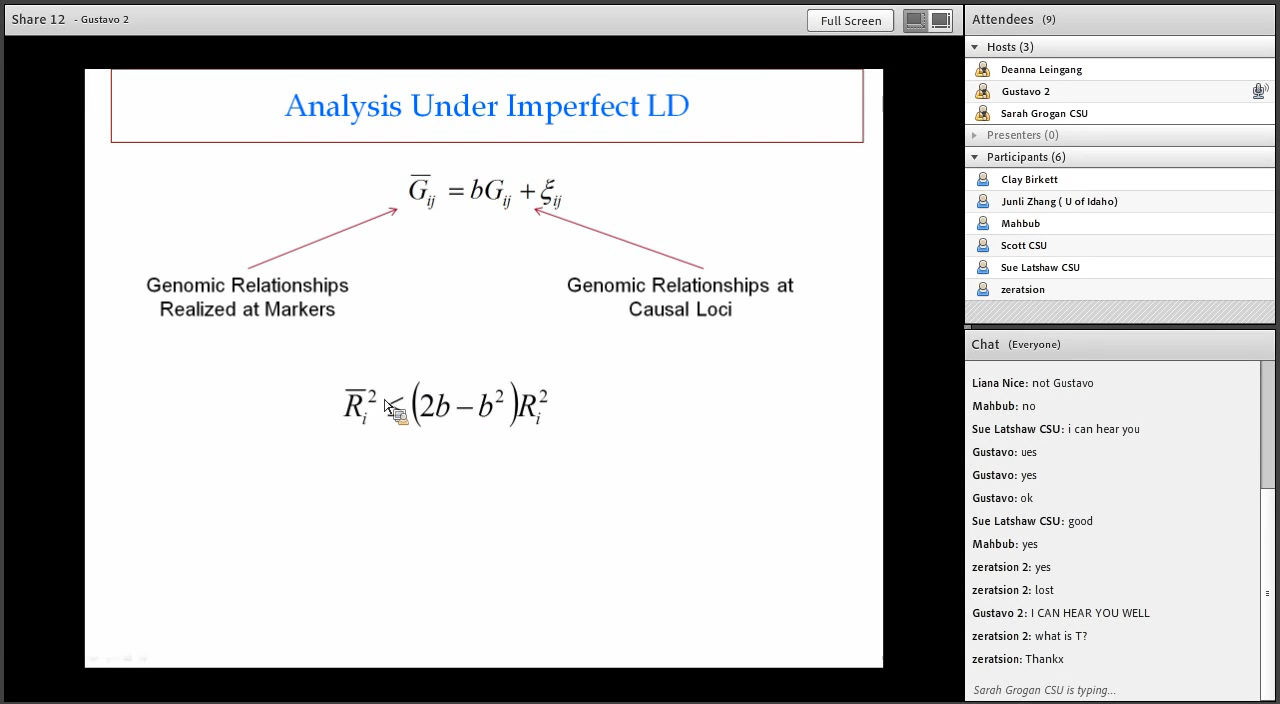 Share 12 - Gustavo 2
Full Screen
Analysis Under Imperfect LD
G̅ij = bGij + ξij
Genomic Relationships
Realized at Markers
Genomic Relationships at
Causal Loci
R̅i² ≤ (2b − b²)Ri²
Attendees (9)
Hosts (3)
Deanna Leingang
Gustavo 2
Sarah Grogan CSU
Presenters (0)
Participants (6)
Clay Birkett
Junli Zhang ( U of Idaho)
Mahbub
Scott CSU
Sue Latshaw CSU
zeratsion
Chat (Everyone)
Liana Nice: not Gustavo
Mahbub: no
Sue Latshaw CSU: i can hear you
Gustavo: ues
Gustavo: yes
Gustavo: ok
Sue Latshaw CSU: good
Mahbub: yes
zeratsion 2: yes
zeratsion 2: lost
Gustavo 2: I CAN HEAR YOU WELL
zeratsion 2: what is T?
zeratsion: Thankx
Sarah Grogan CSU is typing...